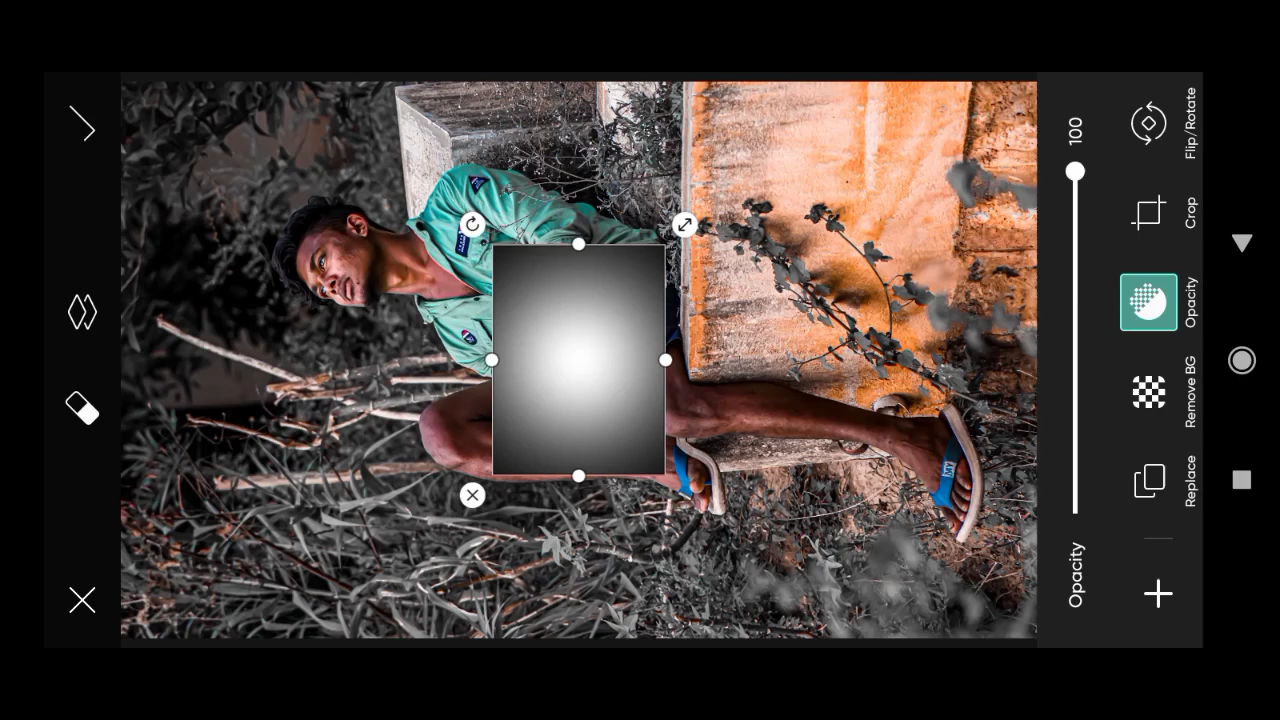 Opacity
100
Replace
Remove BG
Opacity
Crop
Flip/Rotate